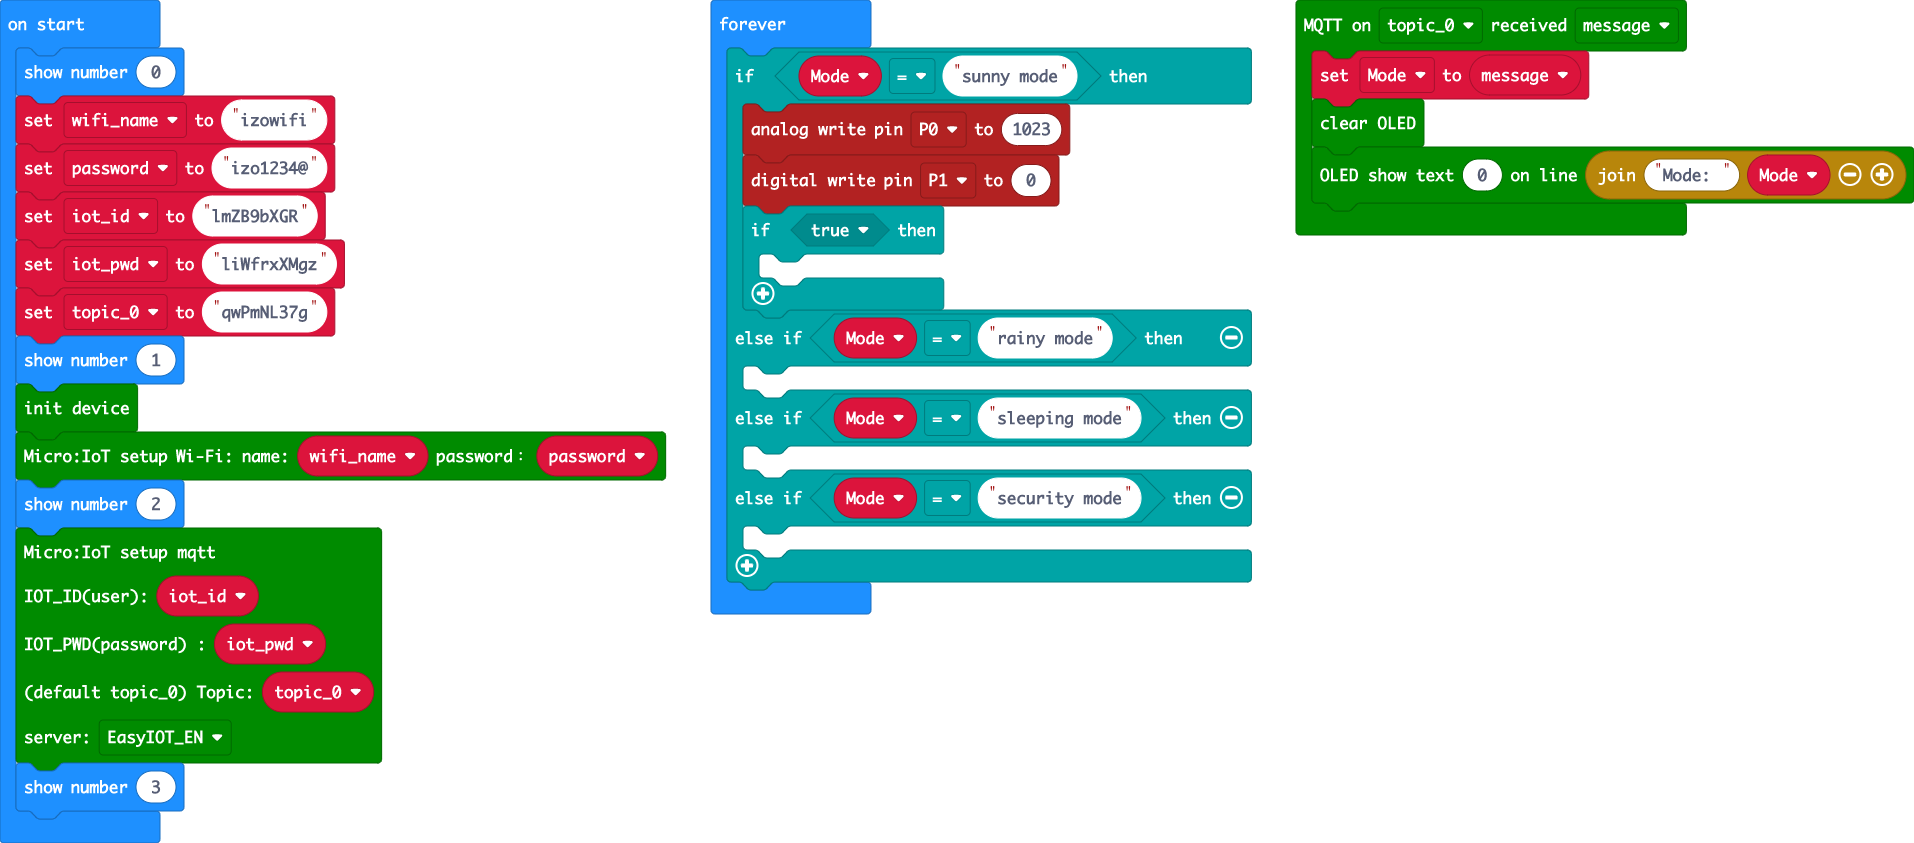 on start
show number 0
set wifi_name to "izowifi"
set password to "izo1234@"
set iot_id to "lmZB9bXGR"
set iot_pwd to "liWfrxXMgz"
set topic_0 to "qwPmNL37g"
show number 1
init device
Micro:IoT setup Wi-Fi: name: wifi_name password: password
show number 2
Micro:IoT setup mqtt
IOT_ID(user): iot_id
IOT_PWD(password) : iot_pwd
(default topic_0) Topic: topic_0
server: EasyIOT_EN
show number 3
forever
if Mode = "sunny mode" then
analog write pin P0 to 1023
digital write pin P1 to 0
if true then
else if Mode = "rainy mode" then
else if Mode = "sleeping mode" then
else if Mode = "security mode" then
MQTT on topic_0 received message
set Mode to message
clear OLED
OLED show text 0 on line join "Mode: " Mode